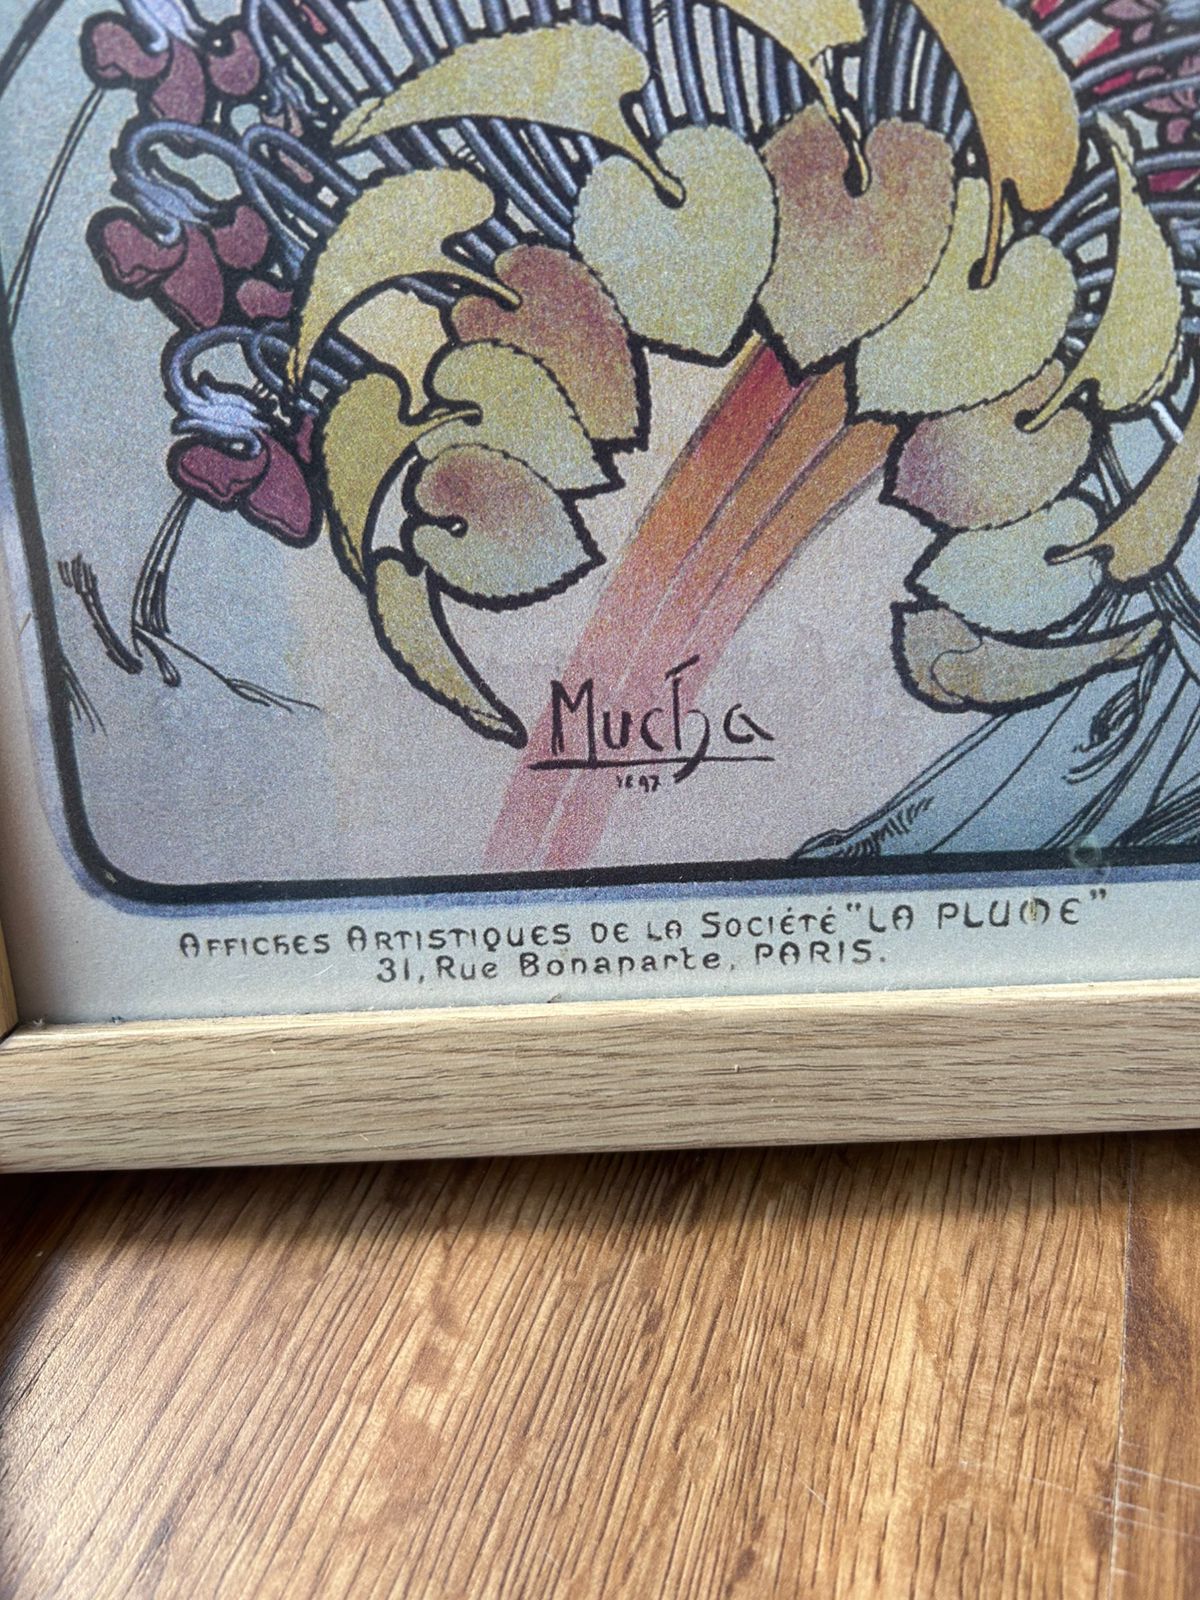 Mucha
1897
AFFICHES ARTISTIQUES DE LA SOCIÉTÉ "LA PLUME"
31, Rue Bonaparte, PARIS.